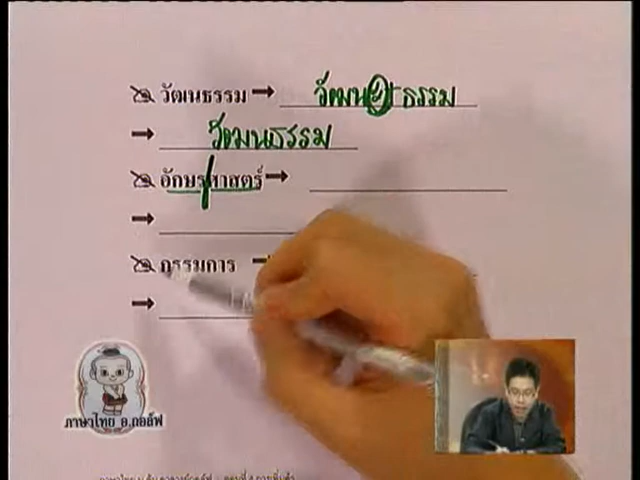 วัฒนธรรม → วัฒนะธรรม
→ วัฒนธรรม
อักษรศาสตร์ →
→
กรรมการ
→
ภาษาไทย อ.กอล์ฟ